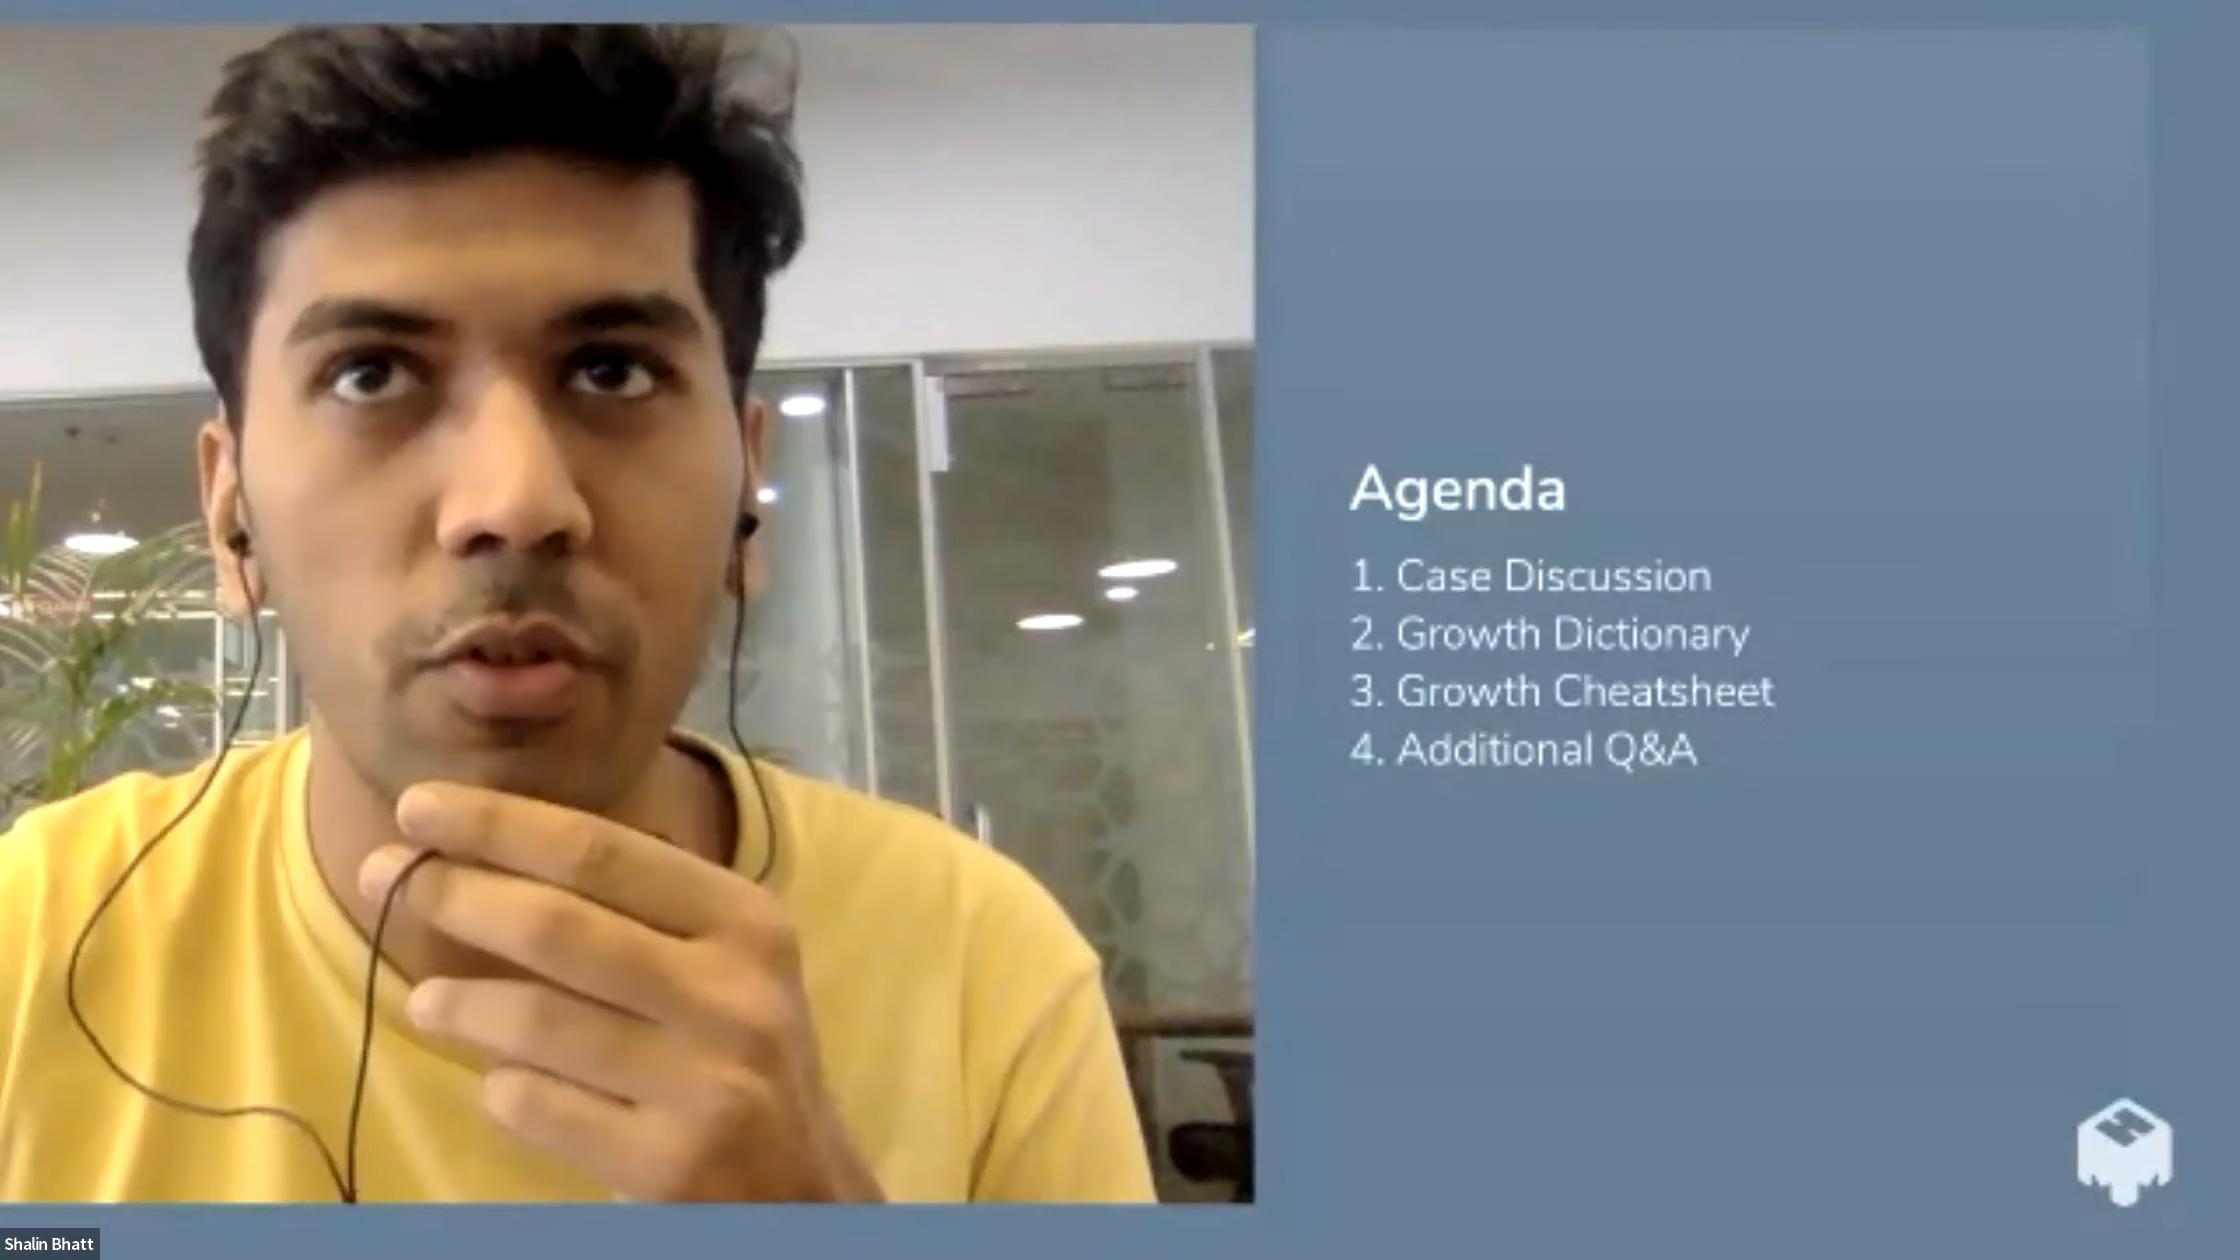 Agenda
1. Case Discussion
2. Growth Dictionary
3. Growth Cheatsheet
4. Additional Q&A
Shalin Bhatt